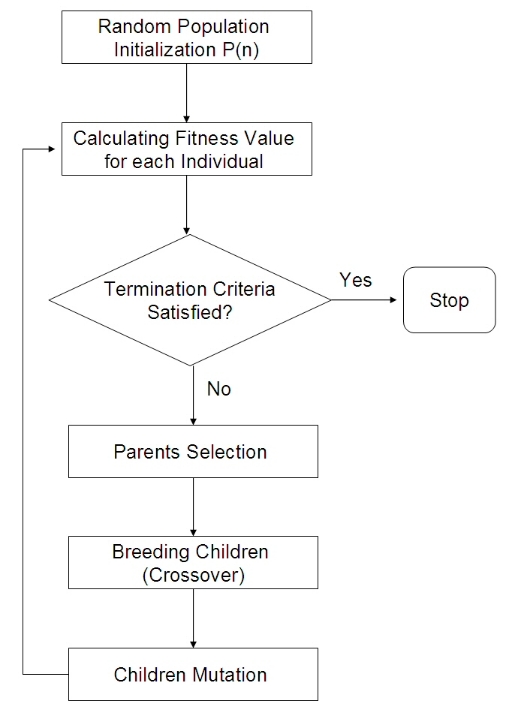 Random Population
Initialization P(n)
Calculating Fitness Value
for each Individual
Termination Criteria
Satisfied?
Yes
Stop
No
Parents Selection
Breeding Children
(Crossover)
Children Mutation